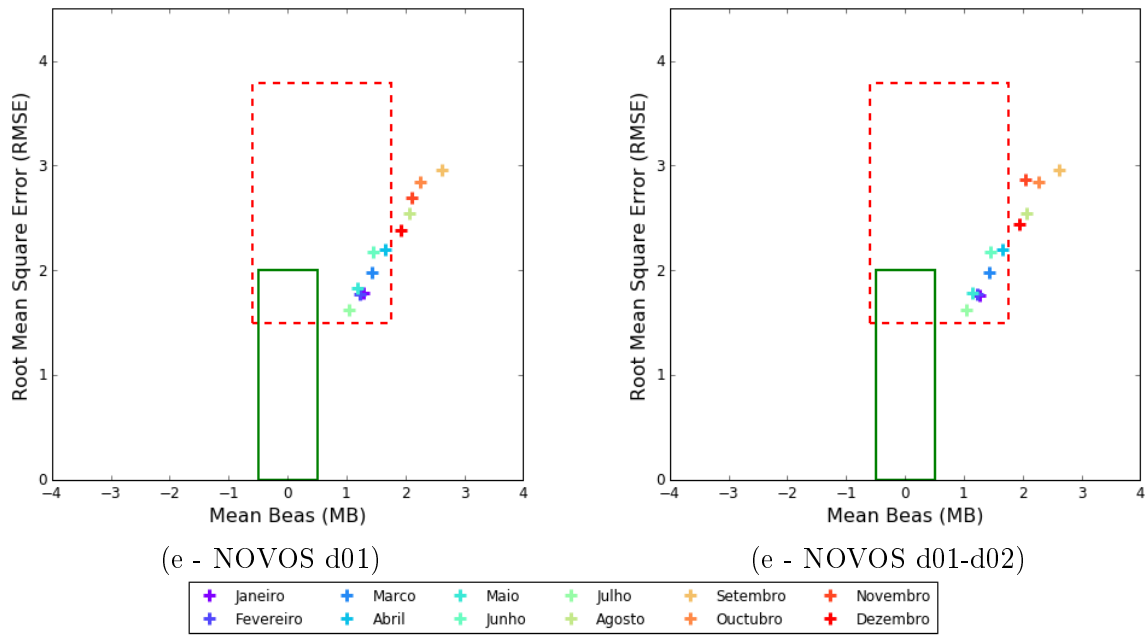 4
3
2
1
0
Root Mean Square Error (RMSE)
−4 −3 −2 −1 0 1 2 3 4
Mean Beas (MB)
(e - NOVOS d01)
4
3
2
1
0
Root Mean Square Error (RMSE)
−4 −3 −2 −1 0 1 2 3 4
Mean Beas (MB)
(e - NOVOS d01-d02)
Janeiro Marco Maio Julho Setembro Novembro
Fevereiro Abril Junho Agosto Ouctubro Dezembro